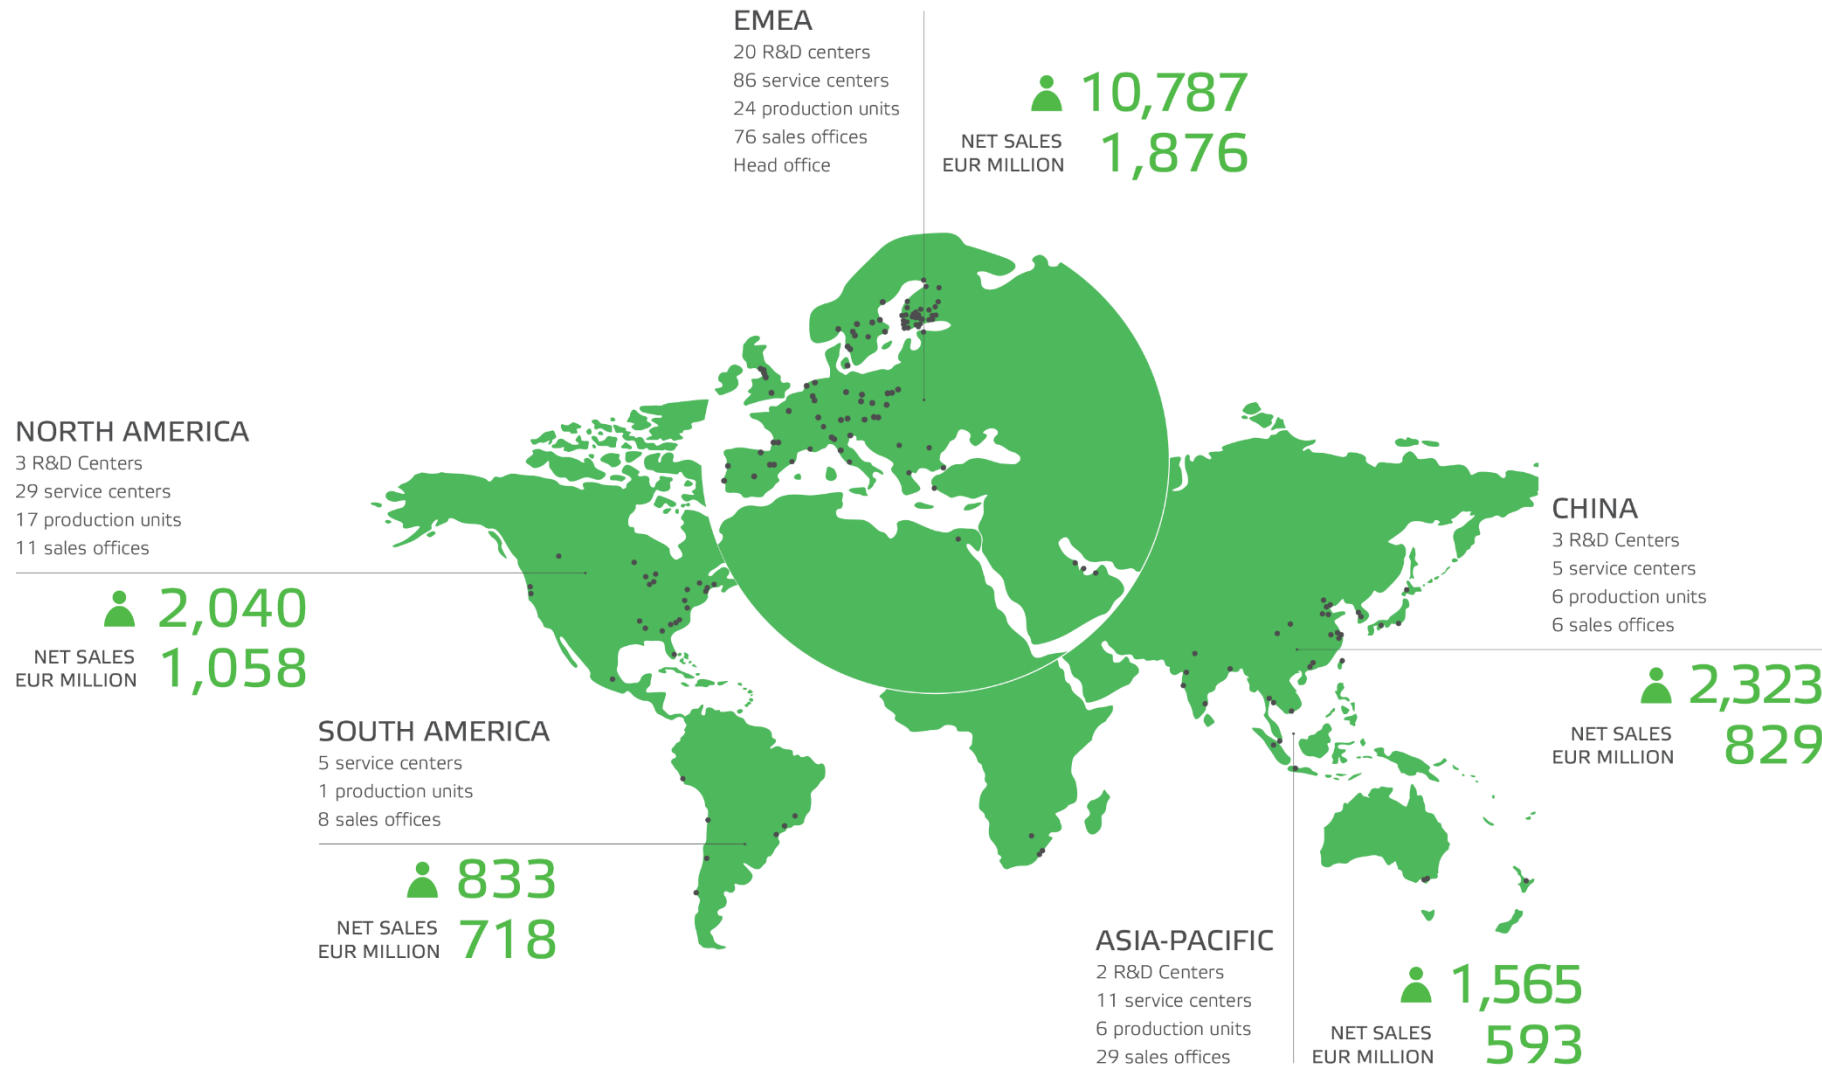 EMEA
20 R&D centers
86 service centers
24 production units
76 sales offices
Head office
10,787
NET SALES
EUR MILLION
1,876
NORTH AMERICA
3 R&D Centers
29 service centers
17 production units
11 sales offices
2,040
NET SALES
EUR MILLION
1,058
CHINA
3 R&D Centers
5 service centers
6 production units
6 sales offices
2,323
NET SALES
EUR MILLION
829
SOUTH AMERICA
5 service centers
1 production units
8 sales offices
833
NET SALES
EUR MILLION
718
ASIA-PACIFIC
2 R&D Centers
11 service centers
6 production units
29 sales offices
1,565
NET SALES
EUR MILLION
593